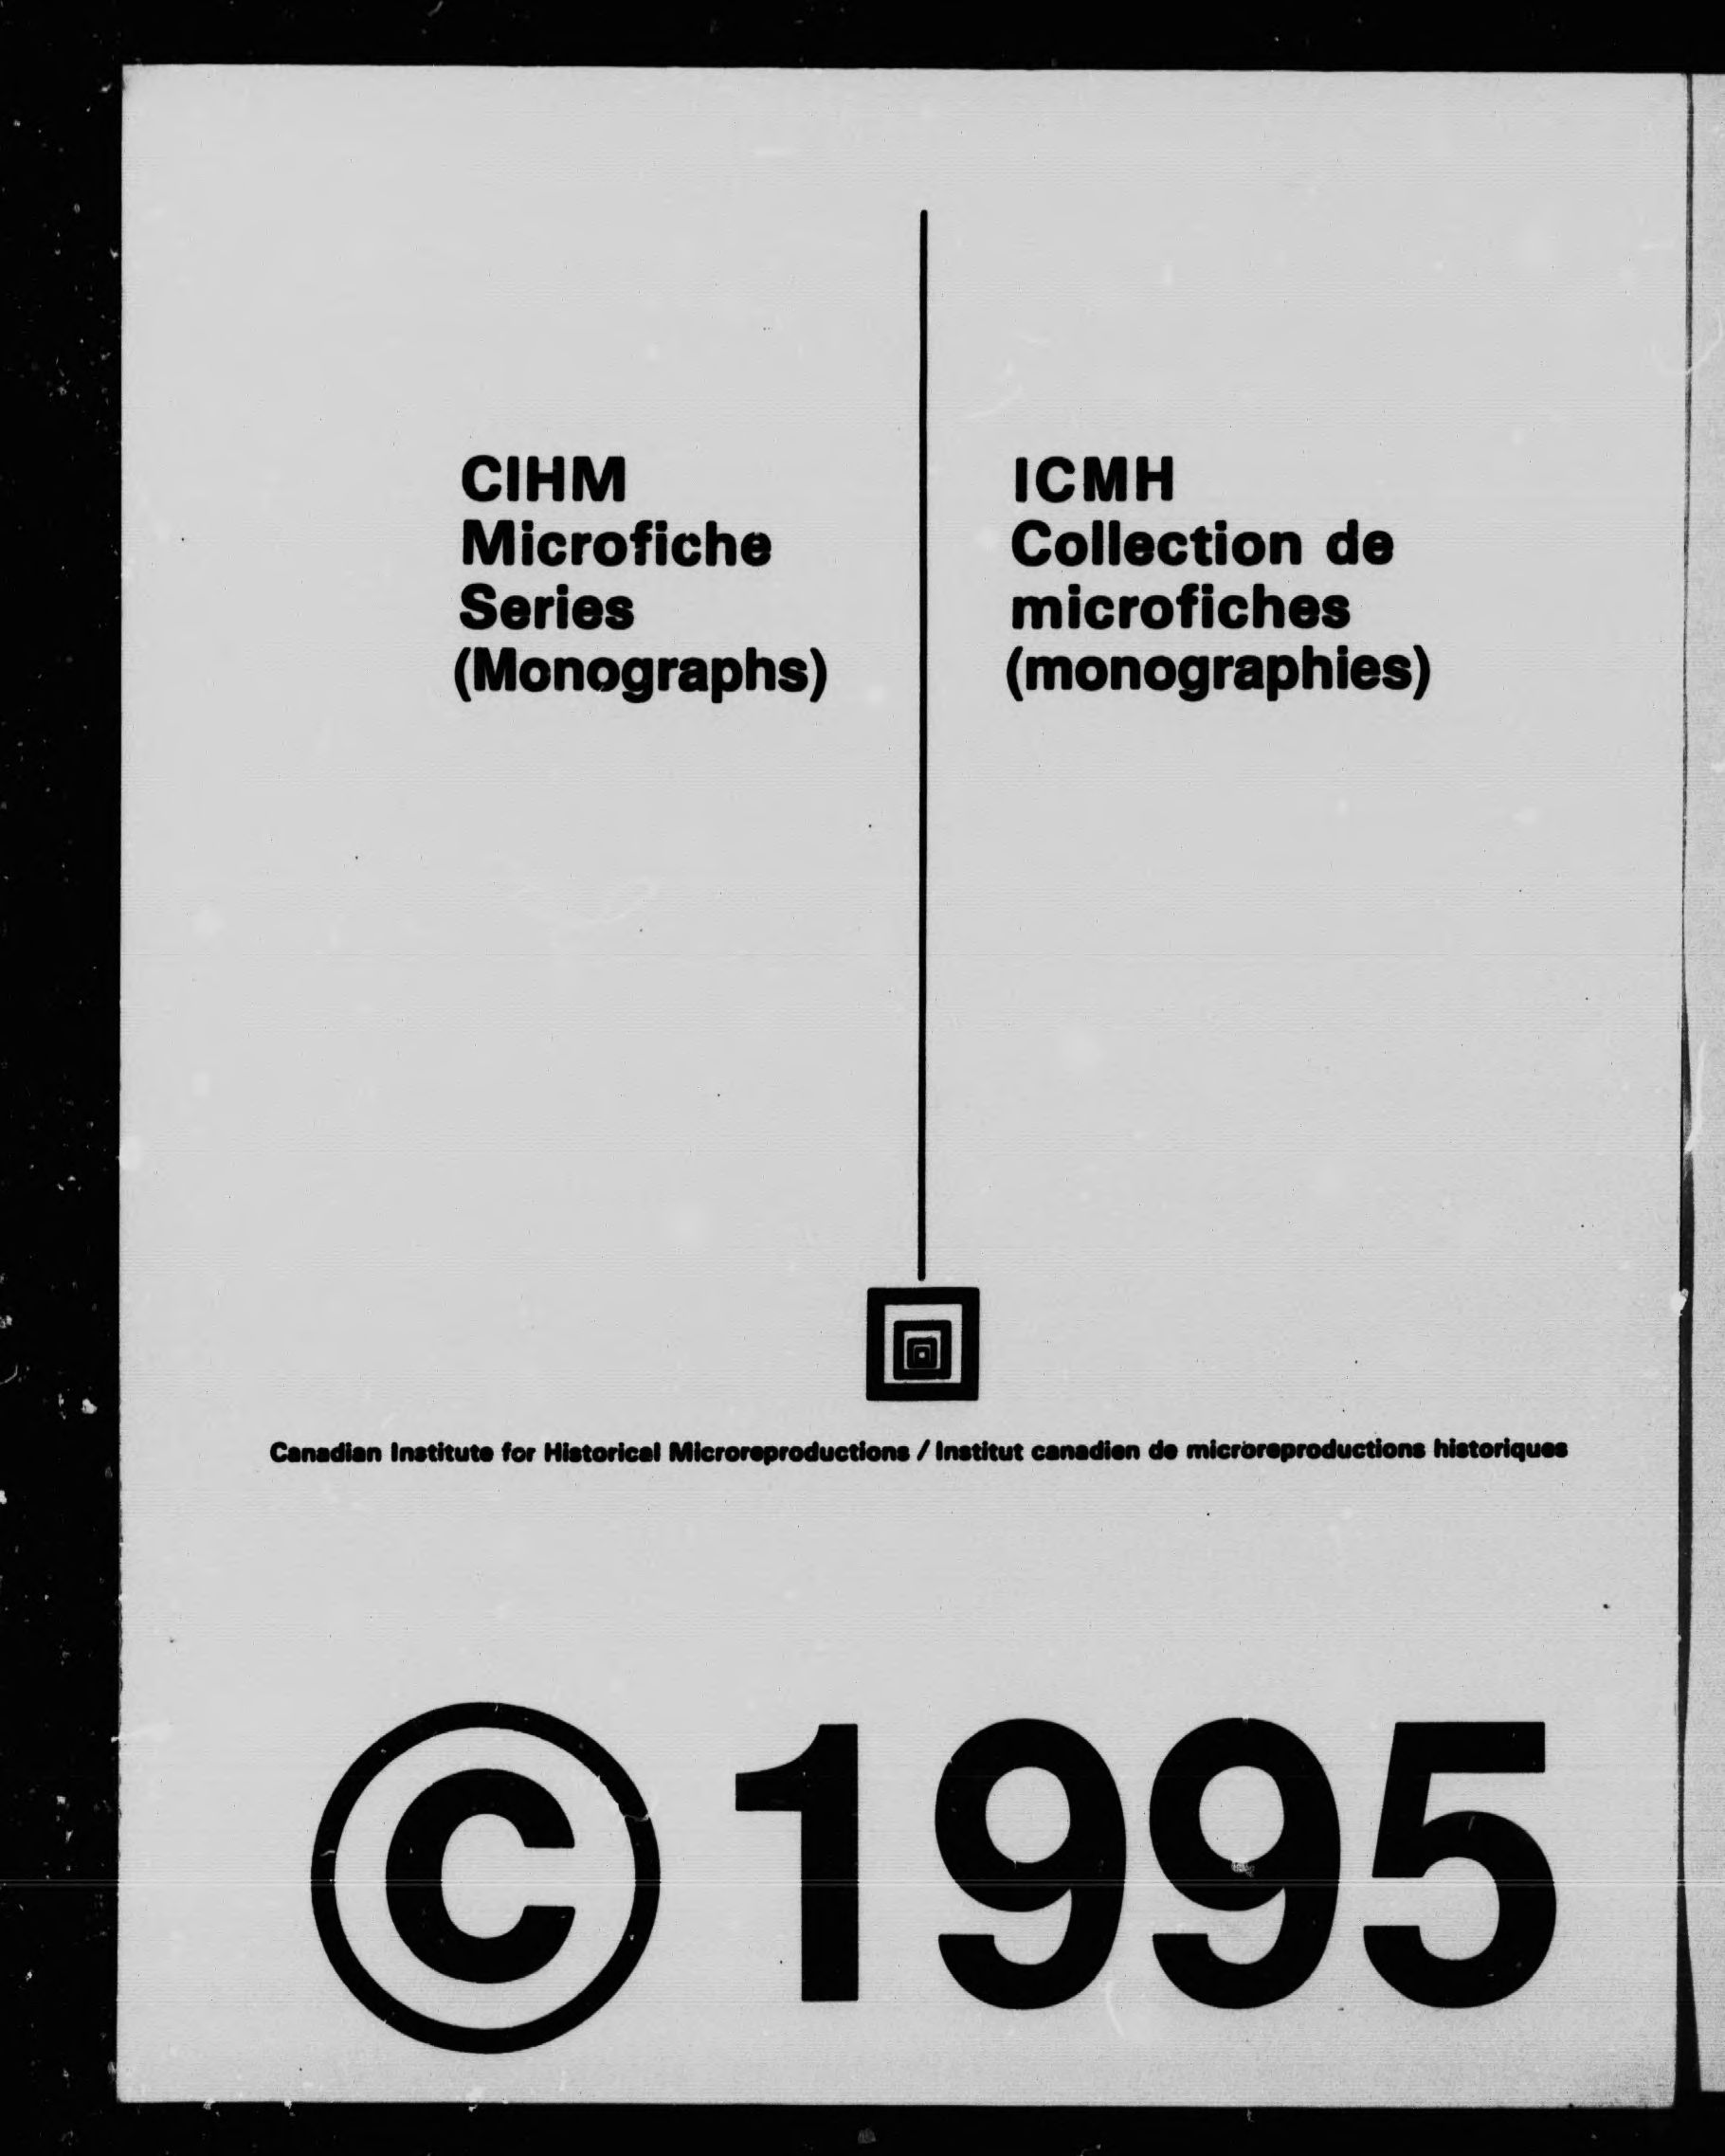 CIHM
Microfiche
Series
(Monographs)
ICMH
Collection de
microfiches
(monographies)
Canadian Institute for Historical Microreproductions / Institut canadien de microreproductions historiques
© 1995